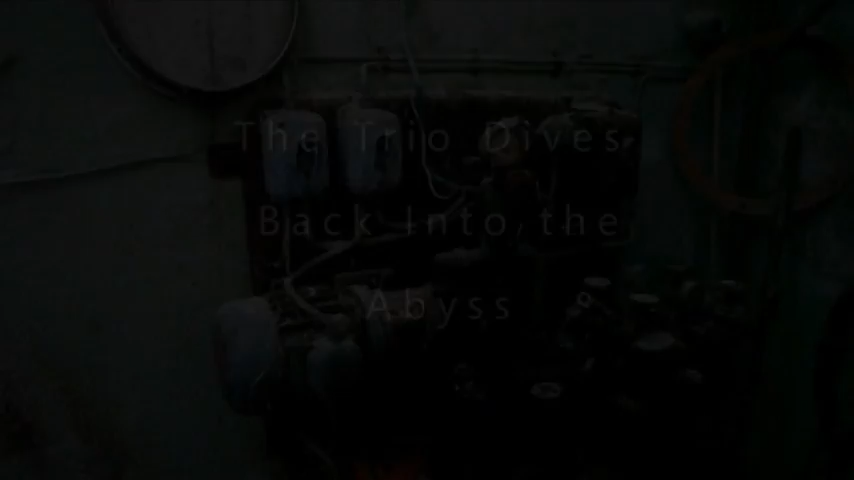 The Trio Dives
Back Into the
Abyss